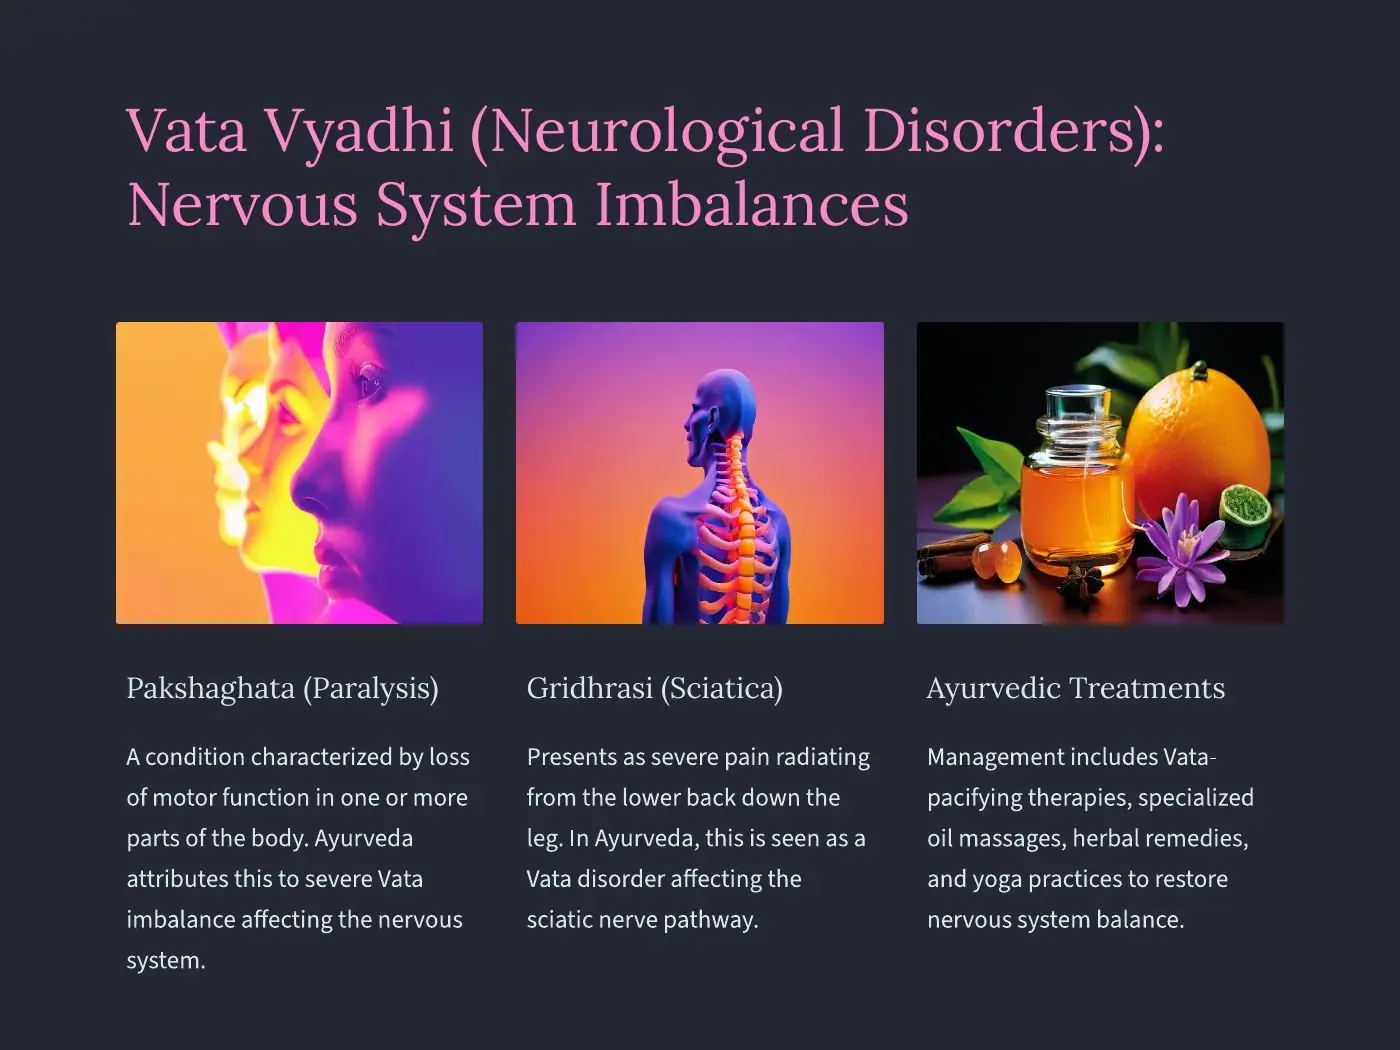 Vata Vyadhi (Neurological Disorders):
Nervous System Imbalances
Pakshaghata (Paralysis)
A condition characterized by loss
of motor function in one or more
parts of the body. Ayurveda
attributes this to severe Vata
imbalance affecting the nervous
system.
Gridhrasi (Sciatica)
Presents as severe pain radiating
from the lower back down the
leg. In Ayurveda, this is seen as a
Vata disorder affecting the
sciatic nerve pathway.
Ayurvedic Treatments
Management includes Vata-
pacifying therapies, specialized
oil massages, herbal remedies,
and yoga practices to restore
nervous system balance.